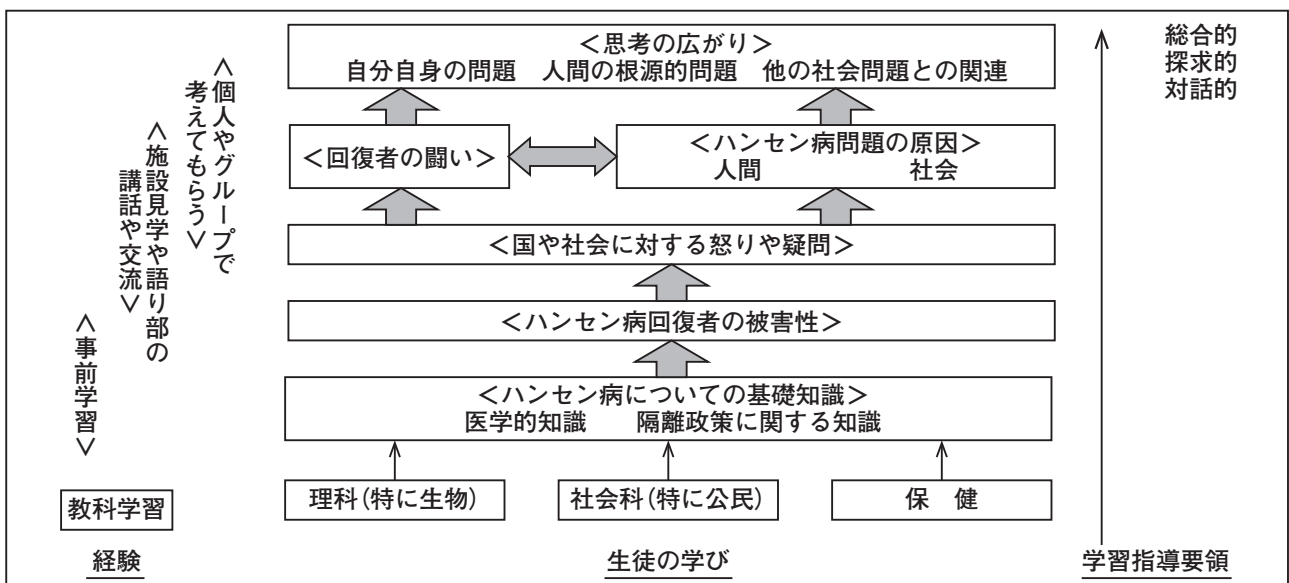 <思考の広がり>
自分自身の問題　人間の根源的問題　他の社会問題との関連
<回復者の闘い>
<ハンセン病問題の原因>
人間　社会
<国や社会に対する怒りや疑問>
<ハンセン病回復者の被害性>
<ハンセン病についての基礎知識>
医学的知識　隔離政策に関する知識
理科(特に生物)
社会科(特に公民)
保　健
生徒の学び
<個人やグループで
考えてもらう>
<施設見学や語り部の
講話や交流>
<事前学習>
教科学習
経験
総合的
探求的
対話的
学習指導要領